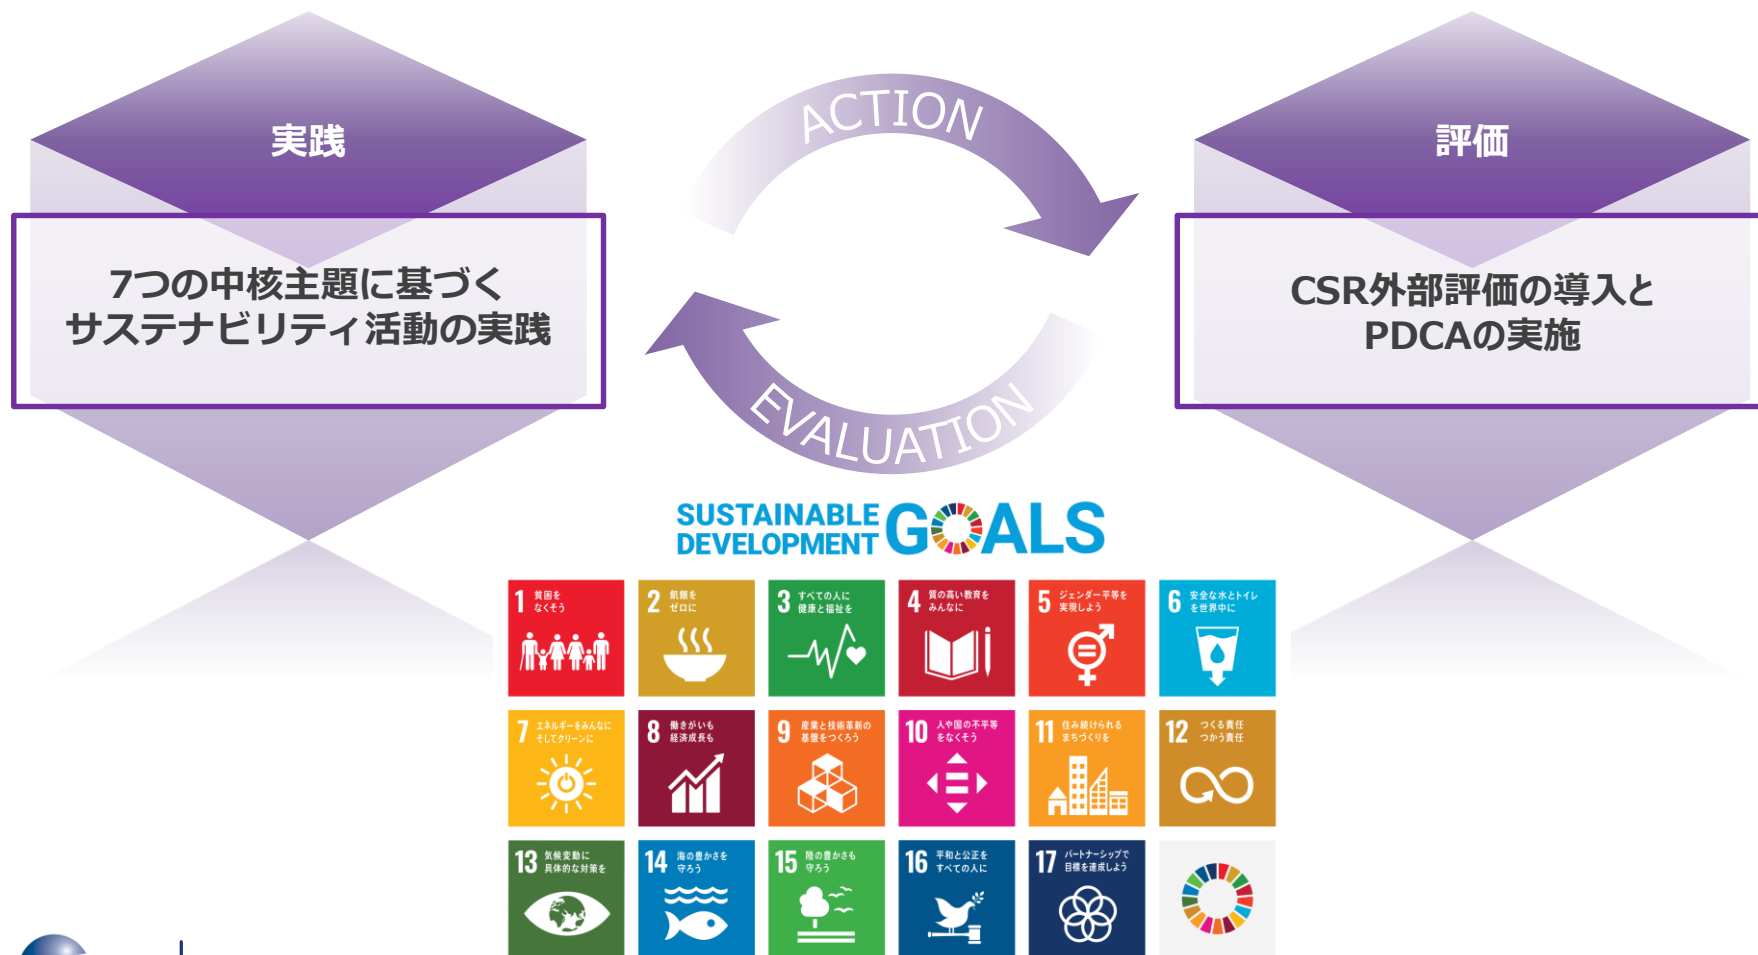 実践
評価
ACTION
7つの中核主題に基づく
サステナビリティ活動の実践
CSR外部評価の導入と
PDCAの実施
EVALUATION
SUSTAINABLE
DEVELOPMENT
GOALS
1 貧困を
なくそう
2 飢餓を
ゼロに
3 すべての人に
健康と福祉を
4 質の高い教育を
みんなに
5 ジェンダー平等を
実現しよう
6 安全な水とトイレ
を世界中に
7 エネルギーをみんなに
そしてクリーンに
8 働きがいも
経済成長も
9 産業と技術革新の
基盤をつくろう
10 人や国の不平等
をなくそう
11 住み続けられる
まちづくりを
12 つくる責任
つかう責任
13 気候変動に
具体的な対策を
14 海の豊かさを
守ろう
15 陸の豊かさも
守ろう
16 平和と公正を
すべての人に
17 パートナーシップで
目標を達成しよう